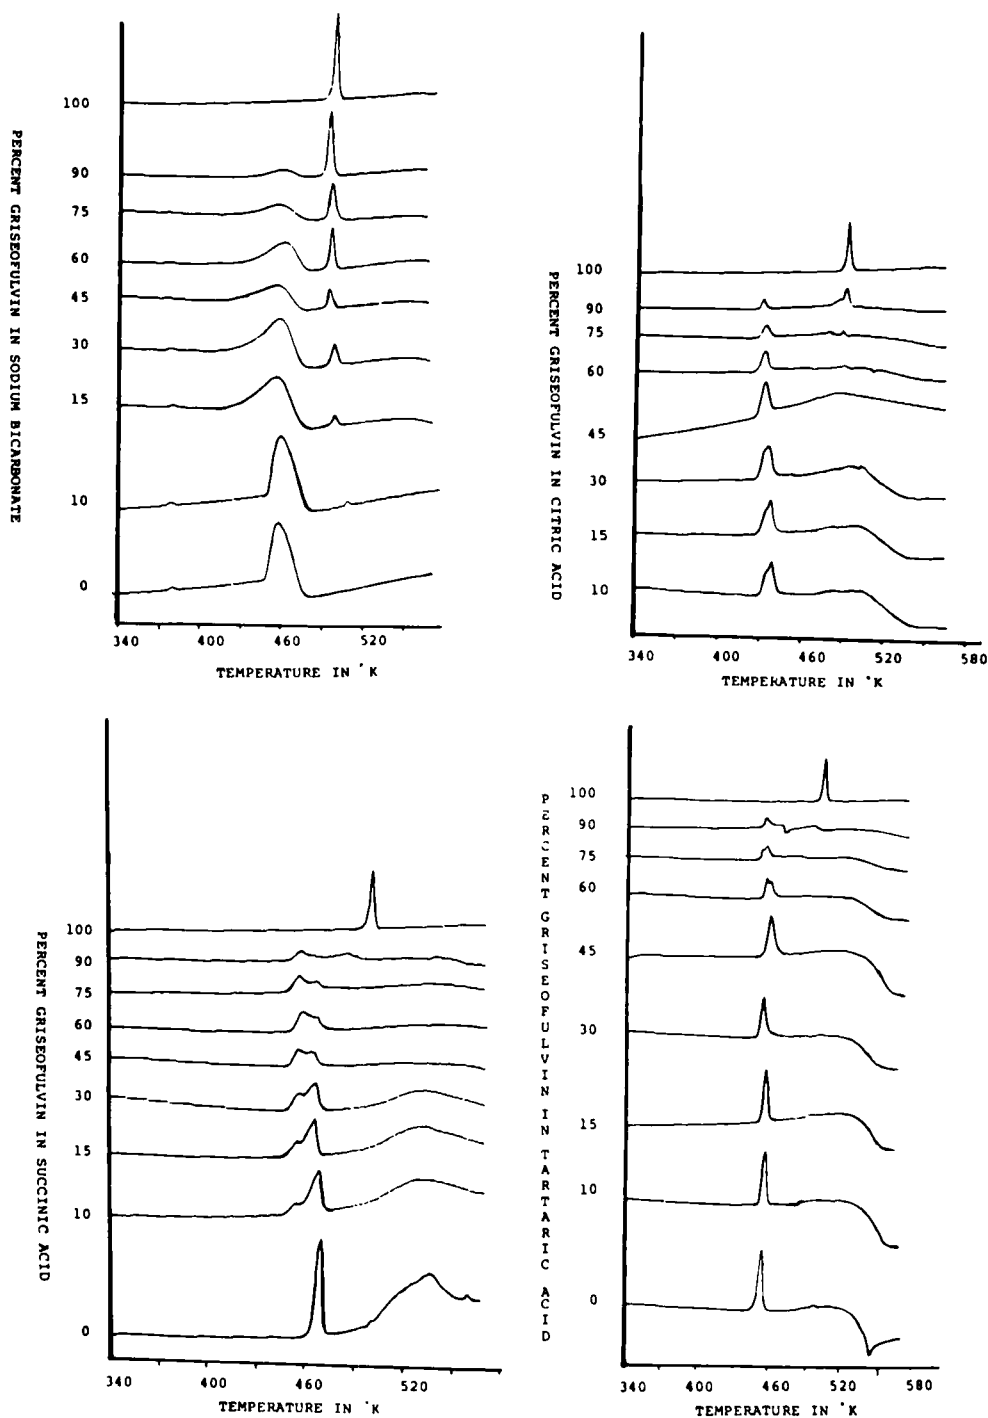 PERCENT GRISEOFULVIN IN SODIUM BICARBONATE
100
90
75
60
45
30
15
10
0
340 400 460 520
TEMPERATURE IN °K
PERCENT GRISEOFULVIN IN CITRIC ACID
100
90
75
60
45
30
15
10
340 400 460 520 580
TEMPERATURE IN °K
PERCENT GRISEOFULVIN IN SUCCINIC ACID
100
90
75
60
45
30
15
10
0
340 400 460 520
TEMPERATURE IN °K
PERCENT GRISEOFULVIN IN TARTARIC ACID
100
90
75
60
45
30
15
10
0
340 400 460 520 580
TEMPERATURE IN °K